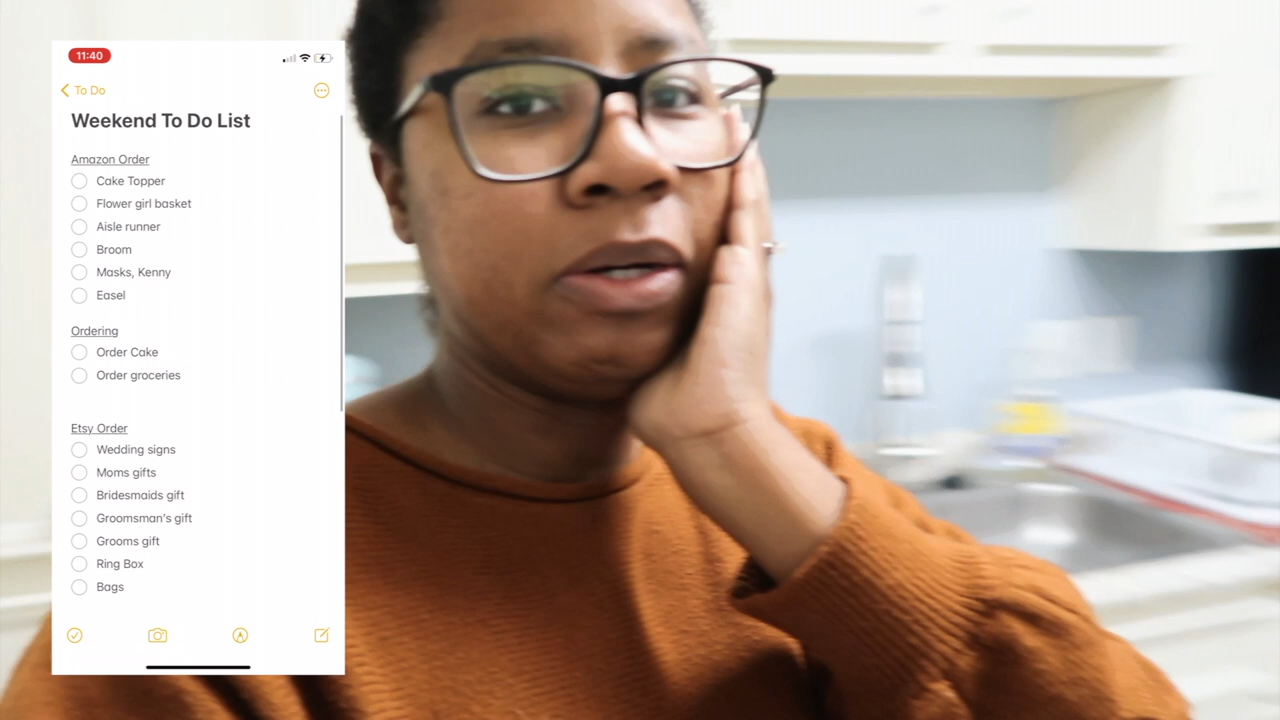 11:40
To Do
Weekend To Do List
Amazon Order
Cake Topper
Flower girl basket
Aisle runner
Broom
Masks, Kenny
Easel
Ordering
Order Cake
Order groceries
Etsy Order
Wedding signs
Moms gifts
Bridesmaids gift
Groomsman's gift
Grooms gift
Ring Box
Bags